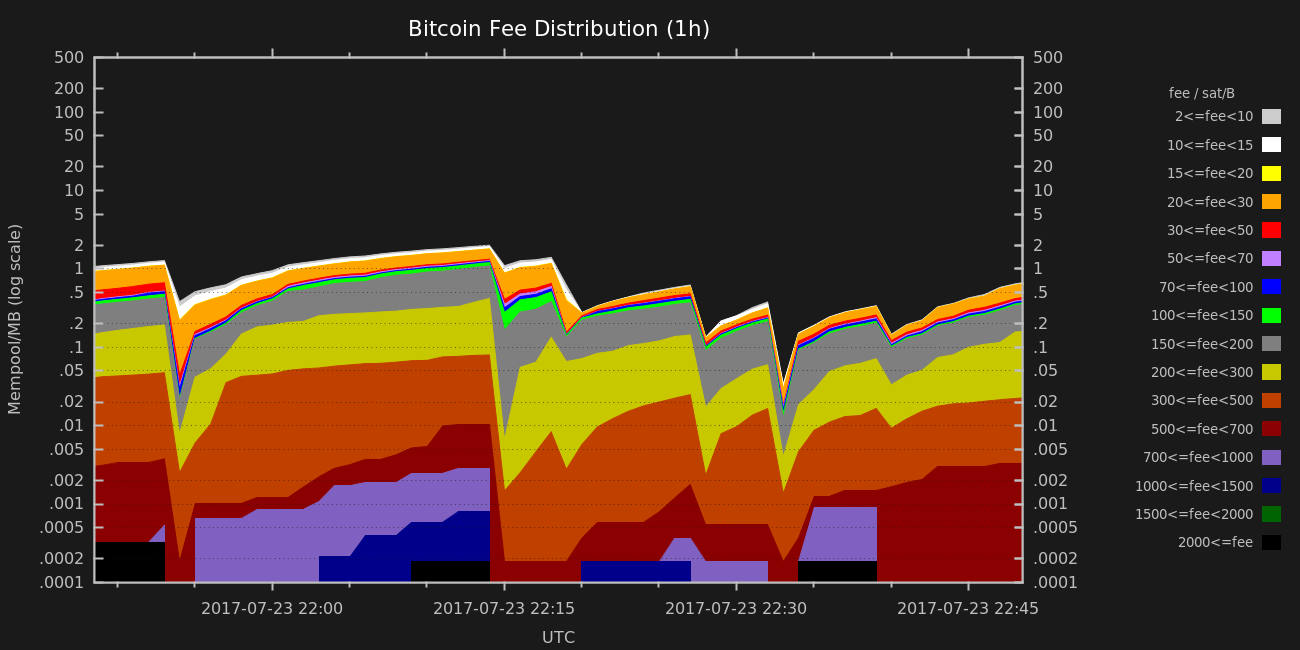 Bitcoin Fee Distribution (1h)
Mempool/MB (log scale)
500
200
100
50
20
10
5
2
1
.5
.2
.1
.05
.02
.01
.005
.002
.001
.0005
.0002
.0001
500
200
100
50
20
10
5
2
1
.5
.2
.1
.05
.02
.01
.005
.002
.001
.0005
.0002
.0001
2017-07-23 22:00 2017-07-23 22:15 2017-07-23 22:30 2017-07-23 22:45
UTC
fee / sat/B
2<=fee<10
10<=fee<15
15<=fee<20
20<=fee<30
30<=fee<50
50<=fee<70
70<=fee<100
100<=fee<150
150<=fee<200
200<=fee<300
300<=fee<500
500<=fee<700
700<=fee<1000
1000<=fee<1500
1500<=fee<2000
2000<=fee